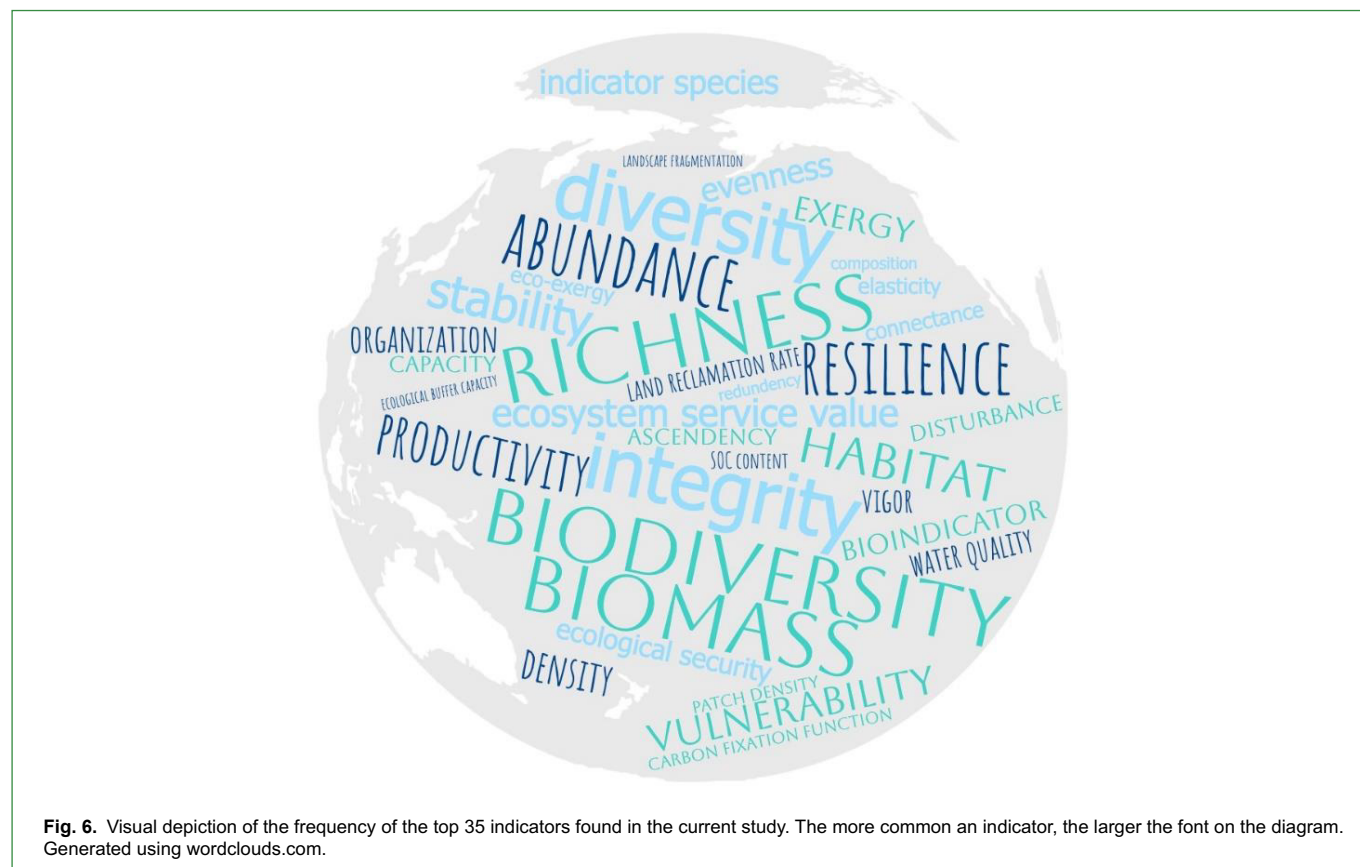 indicator species
LANDSCAPE FRAGMENTATION
evenness
diversity
EXERGY
ABUNDANCE
composition
eco-exergy
elasticity
stability
RICHNESS
connectance
ORGANIZATION
CAPACITY
LAND RECLAMATION RATE
RESILIENCE
ECOLOGICAL BUFFER CAPACITY
redundency
ecosystem service value
DISTURBANCE
PRODUCTIVITY
ASCENDENCY
integrity
SOC CONTENT
HABITAT
VIGOR
BIODIVERSITY
BIOINDICATOR
WATER QUALITY
BIOMASS
ecological security
DENSITY
PATCH DENSITY
VULNERABILITY
CARBON FIXATION FUNCTION
Fig. 6. Visual depiction of the frequency of the top 35 indicators found in the current study. The more common an indicator, the larger the font on the diagram.
Generated using wordclouds.com.